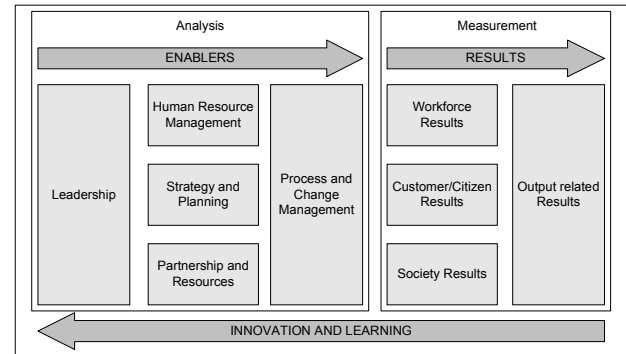 Analysis
ENABLERS
Leadership
Human Resource
Management
Strategy and
Planning
Partnership and
Resources
Process and
Change
Management
Measurement
RESULTS
Workforce
Results
Customer/Citizen
Results
Society Results
Output related
Results
INNOVATION AND LEARNING